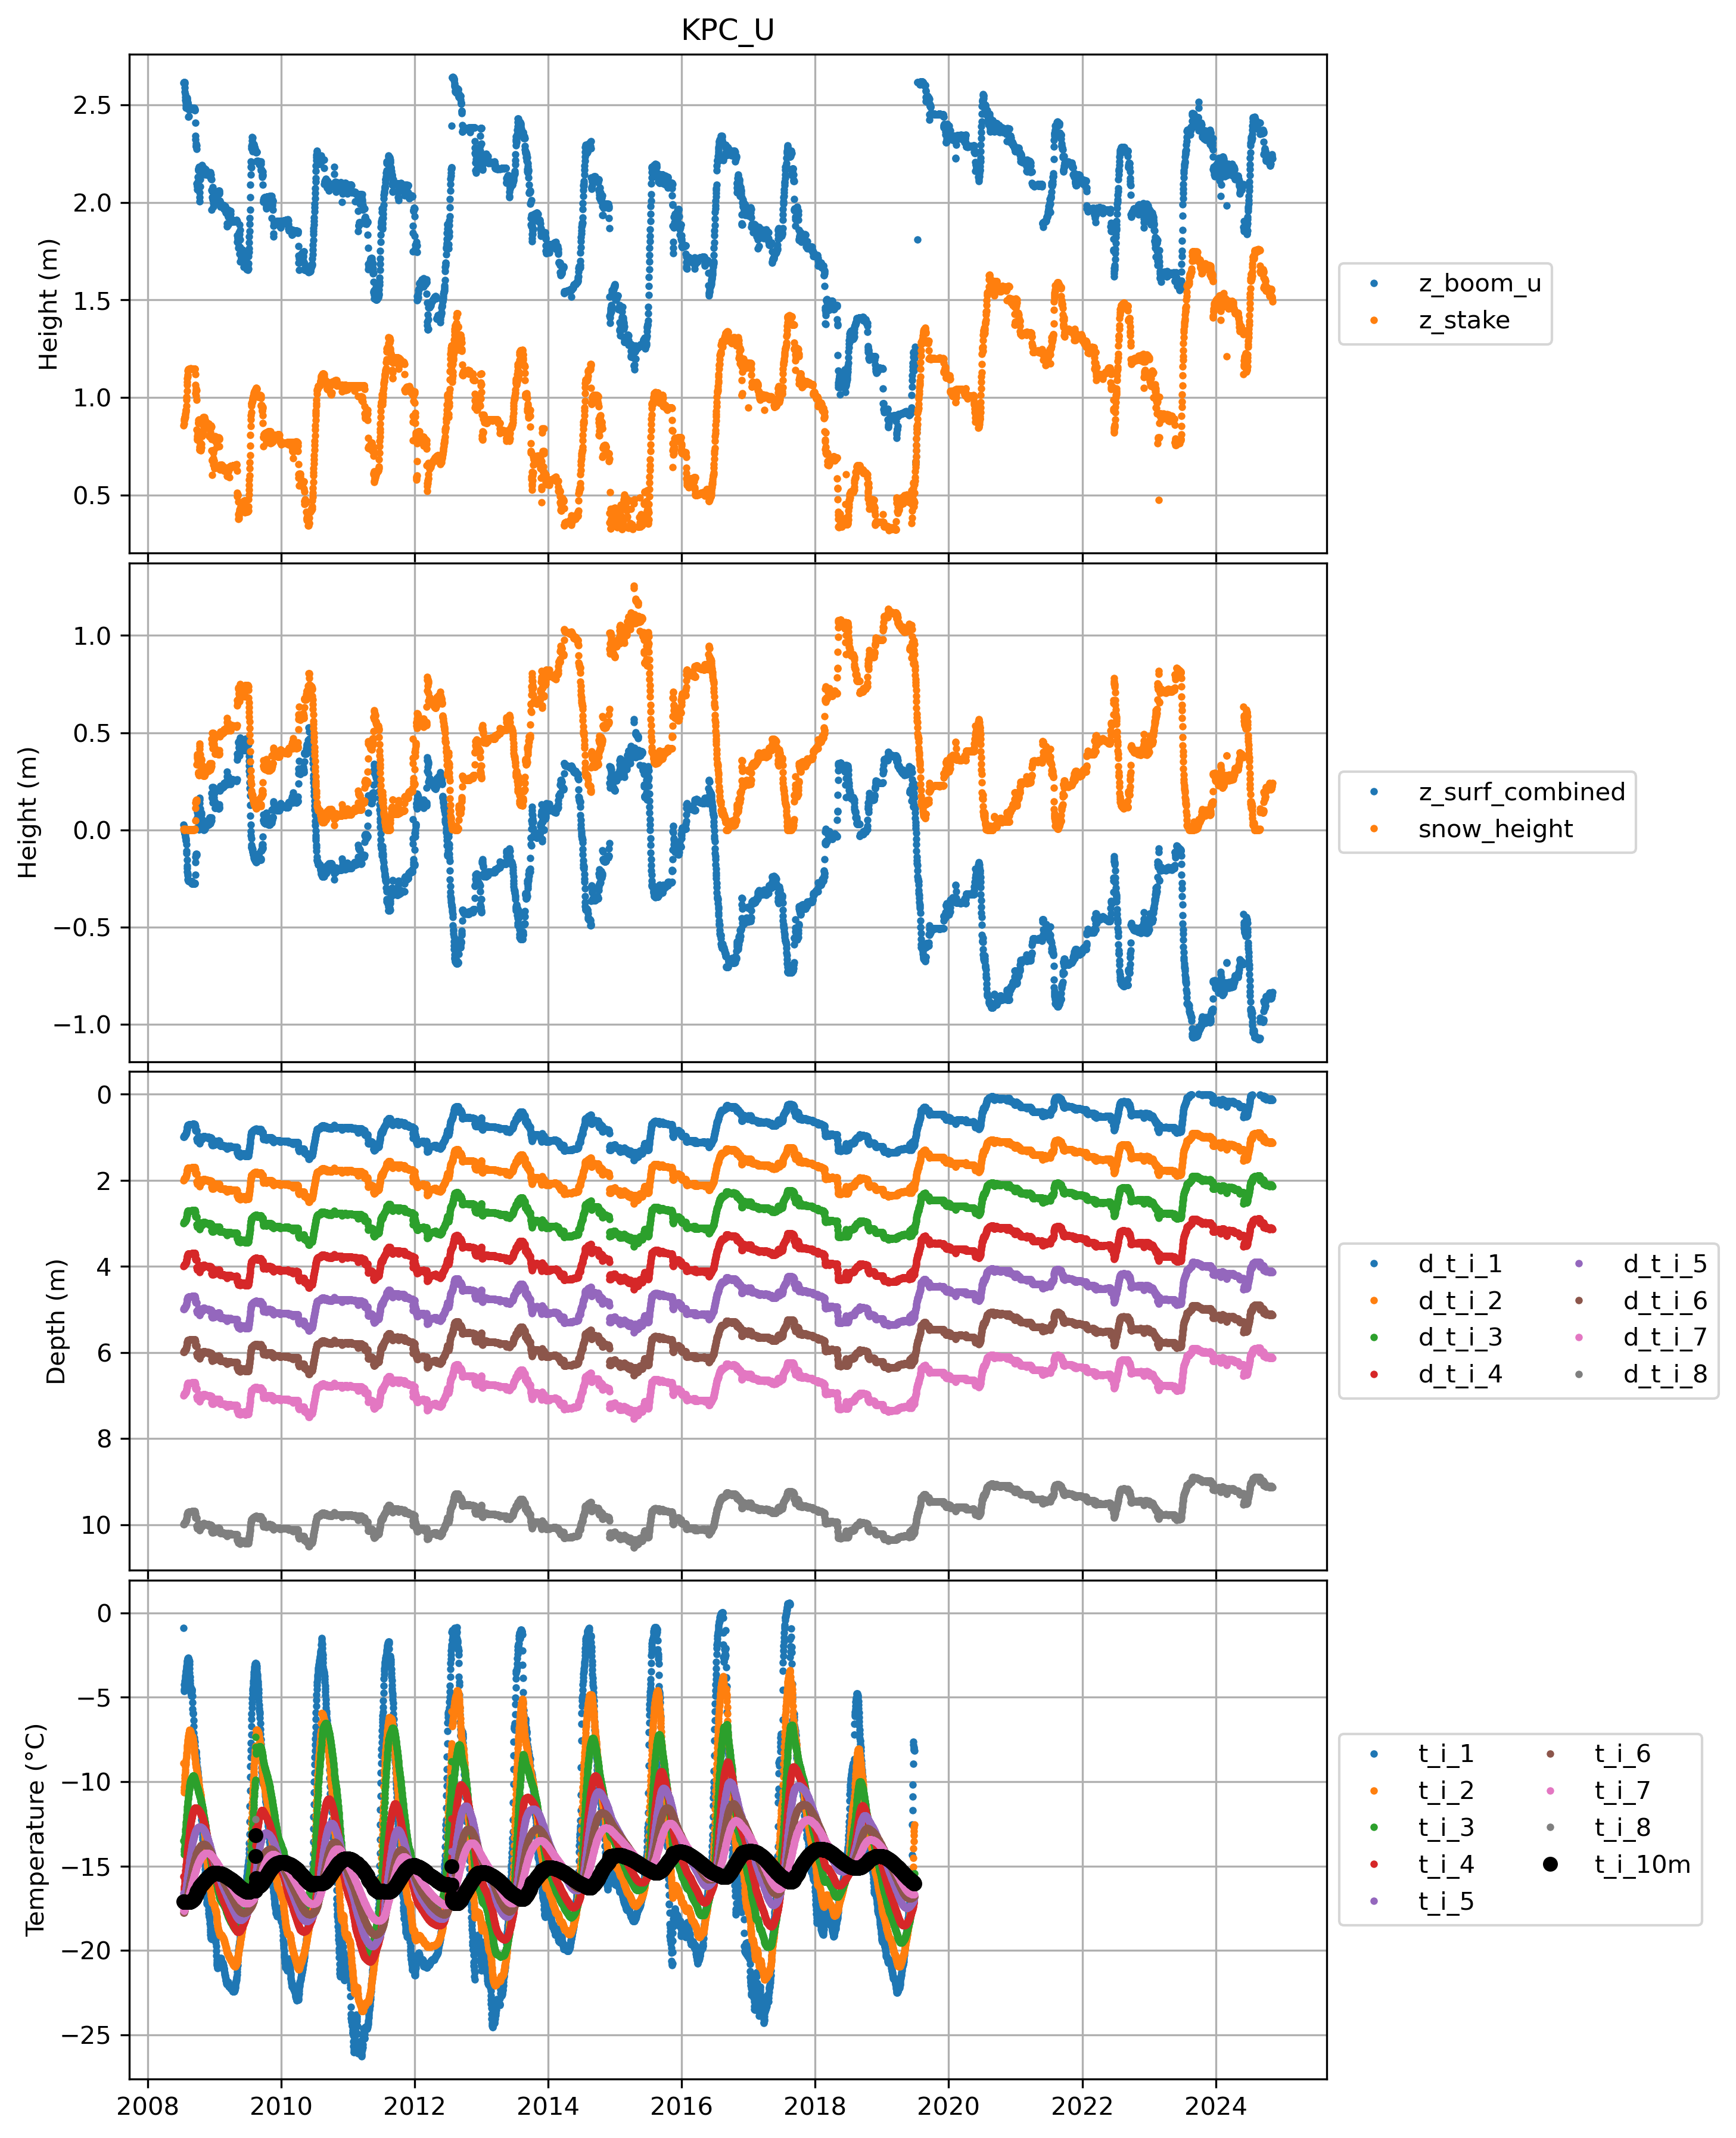 KPC_U
2.5
2.0
1.5
1.0
0.5
Height (m)
z_boom_u
z_stake
1.0
0.5
0.0
−0.5
−1.0
Height (m)
z_surf_combined
snow_height
0
2
4
6
8
10
Depth (m)
d_t_i_1 d_t_i_5
d_t_i_2 d_t_i_6
d_t_i_3 d_t_i_7
d_t_i_4 d_t_i_8
0
−5
−10
−15
−20
−25
Temperature (°C)
t_i_1 t_i_6
t_i_2 t_i_7
t_i_3 t_i_8
t_i_4 t_i_10m
t_i_5
2008 2010 2012 2014 2016 2018 2020 2022 2024